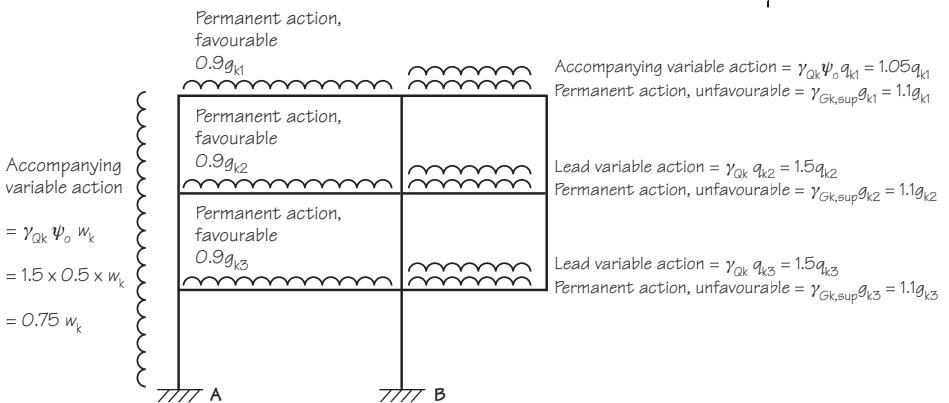 Permanent action,
favourable
0.9g_k1
Accompanying variable action = γ_Qk ψ_o q_k1 = 1.05q_k1
Permanent action, unfavourable = γ_Gk,sup g_k1 = 1.1g_k1
Permanent action,
favourable
0.9g_k2
Accompanying
variable action
= γ_Qk ψ_o w_k
= 1.5 x 0.5 x w_k
= 0.75 w_k
Lead variable action = γ_Qk q_k2 = 1.5q_k2
Permanent action, unfavourable = γ_Gk,sup g_k2 = 1.1g_k2
Permanent action,
favourable
0.9g_k3
Lead variable action = γ_Qk q_k3 = 1.5q_k3
Permanent action, unfavourable = γ_Gk,sup g_k3 = 1.1g_k3
A
B